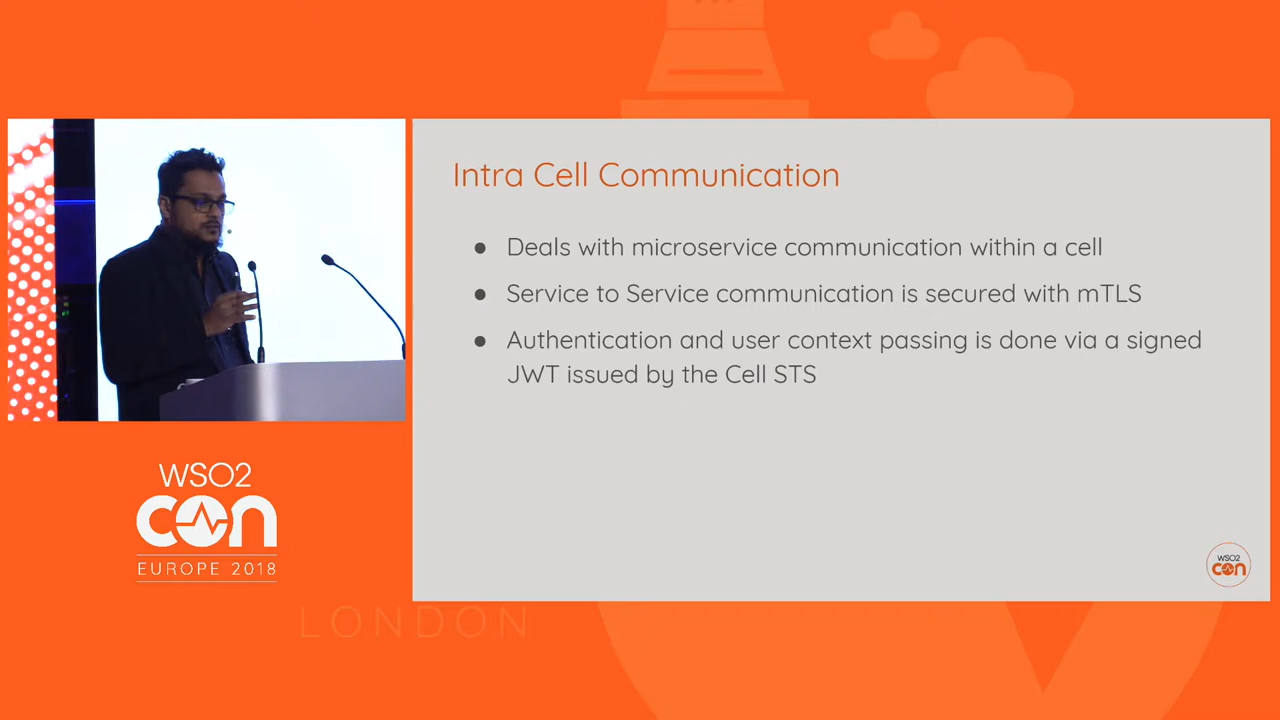 Intra Cell Communication
● Deals with microservice communication within a cell
● Service to Service communication is secured with mTLS
● Authentication and user context passing is done via a signed
JWT issued by the Cell STS
WSO2
con
EUROPE 2018
LONDON
WSO2
con